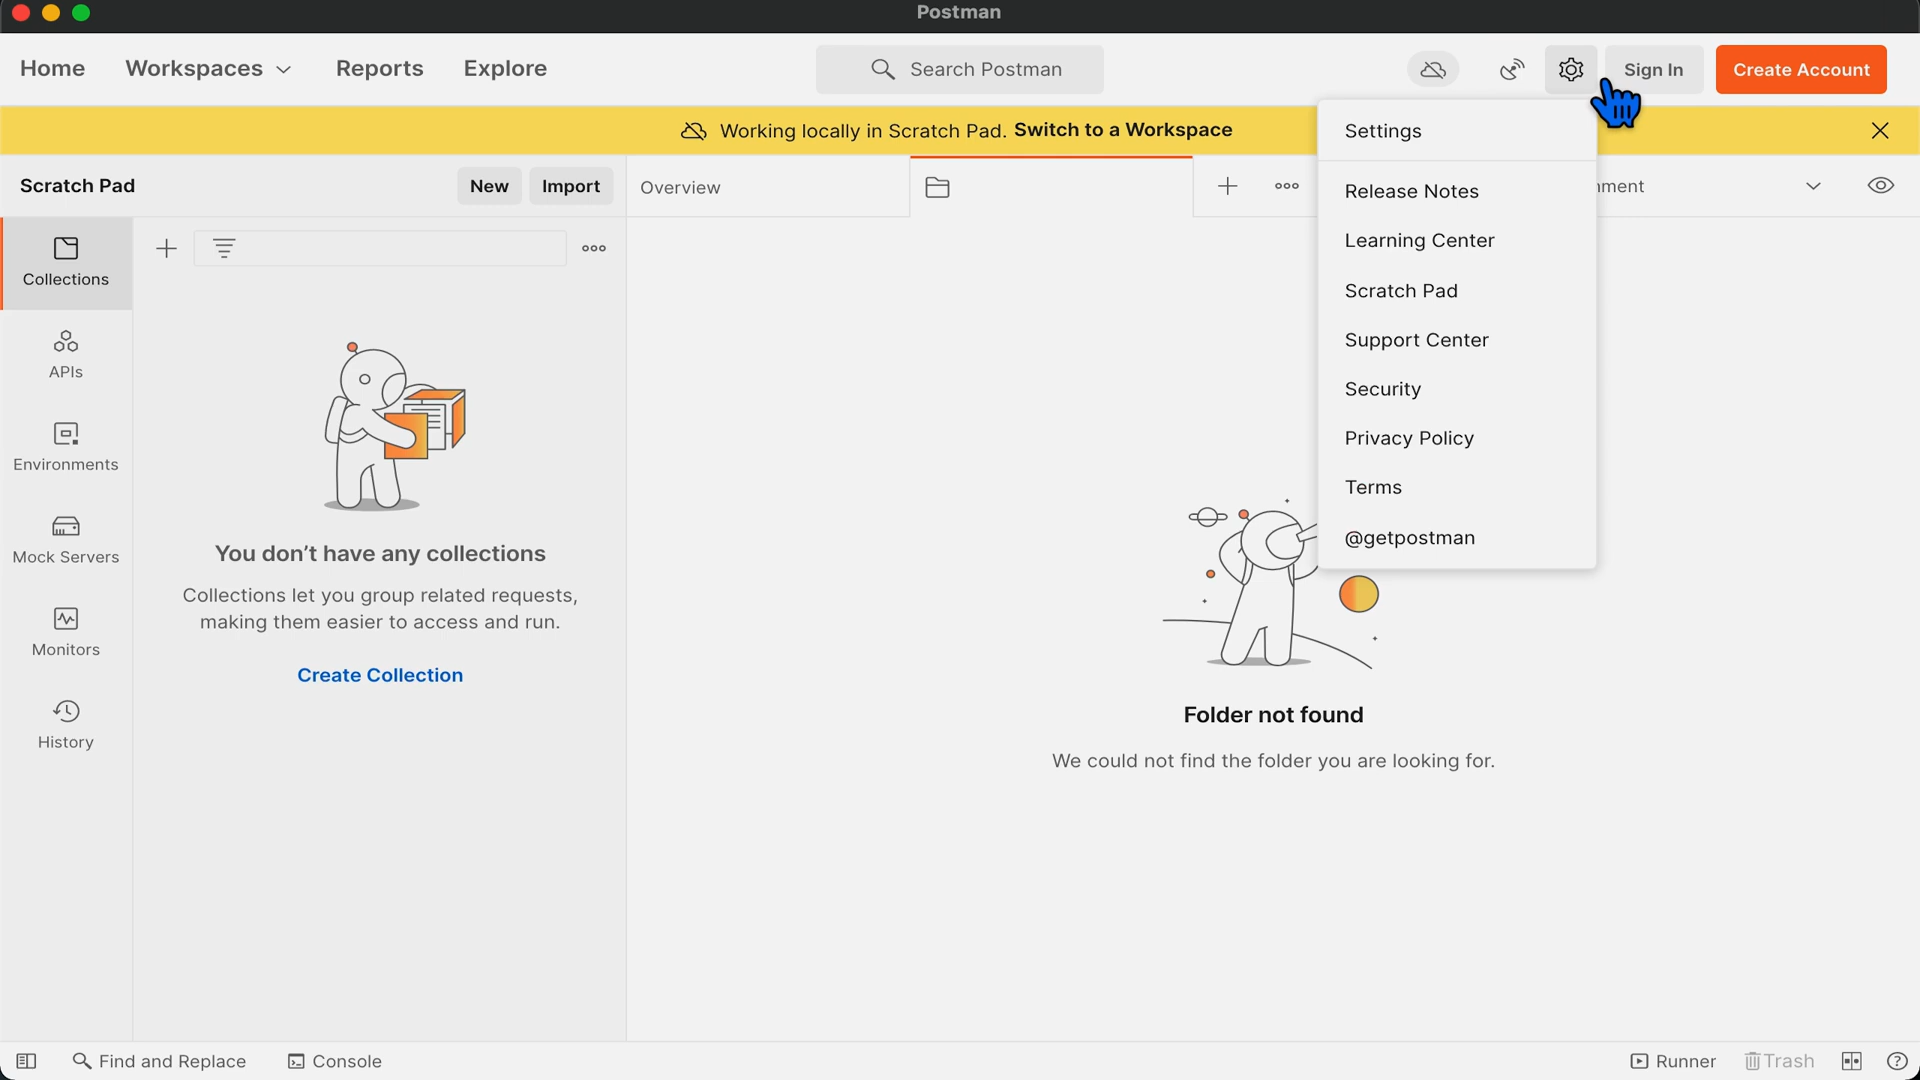 Postman
Home
Workspaces
Reports
Explore
Search Postman
Sign In
Create Account
Working locally in Scratch Pad. Switch to a Workspace
Scratch Pad
New
Import
Overview
nment
Collections
APIs
Environments
Mock Servers
Monitors
History
You don't have any collections
Collections let you group related requests,
making them easier to access and run.
Create Collection
Settings
Release Notes
Learning Center
Scratch Pad
Support Center
Security
Privacy Policy
Terms
@getpostman
Folder not found
We could not find the folder you are looking for.
Find and Replace
Console
Runner
Trash